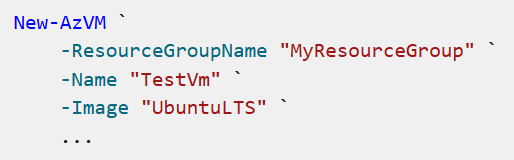 New-AzVM `
-ResourceGroupName "MyResourceGroup" `
-Name "TestVm" `
-Image "UbuntuLTS" `
...